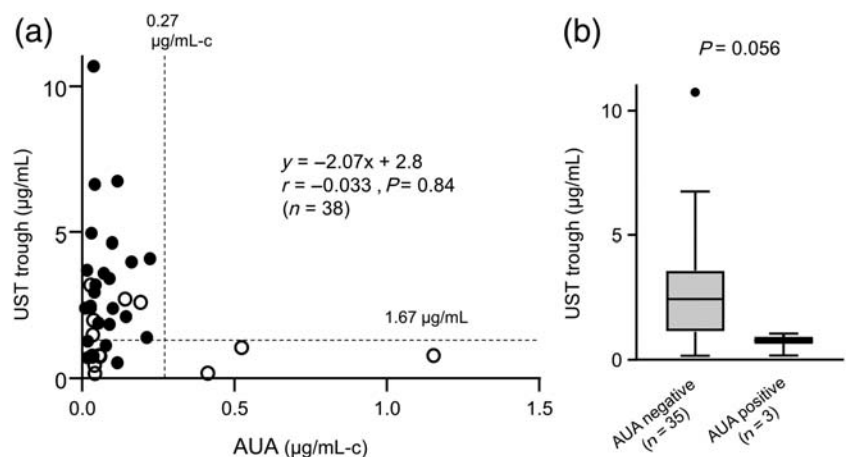 (a)
0.27
µg/mL-c
10
5
0
UST trough (µg/mL)
y = −2.07x + 2.8
r = −0.033 , P= 0.84
(n = 38)
1.67 µg/mL
0.0 0.5 1.0 1.5
AUA (µg/mL-c)
(b)
P = 0.056
10
5
0
UST trough (µg/mL)
AUA negative
(n = 35)
AUA positive
(n = 3)